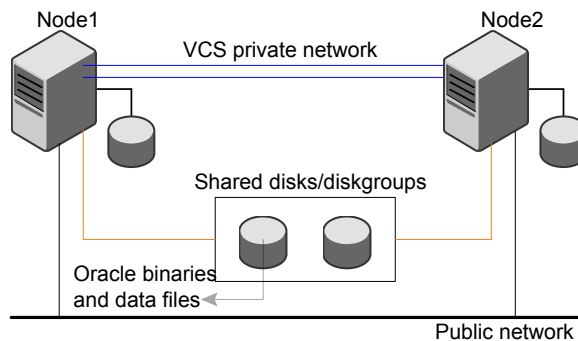 Node1
Node2
VCS private network
Shared disks/diskgroups
Oracle binaries
and data files
Public network